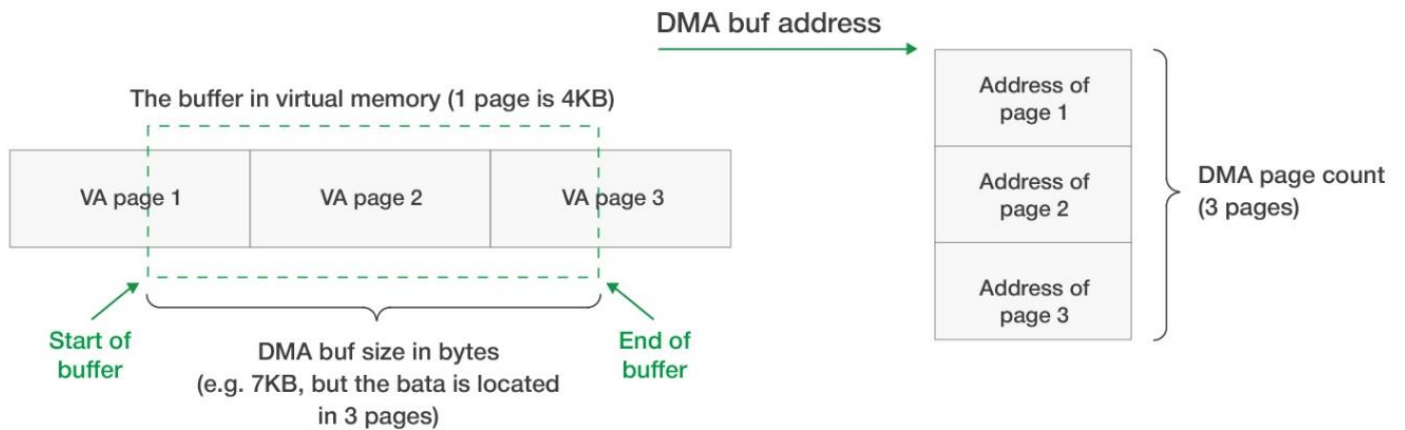 DMA buf address
The buffer in virtual memory (1 page is 4KB)
VA page 1
VA page 2
VA page 3
Start of
buffer
DMA buf size in bytes
(e.g. 7KB, but the bata is located
in 3 pages)
End of
buffer
Address of
page 1
Address of
page 2
Address of
page 3
DMA page count
(3 pages)